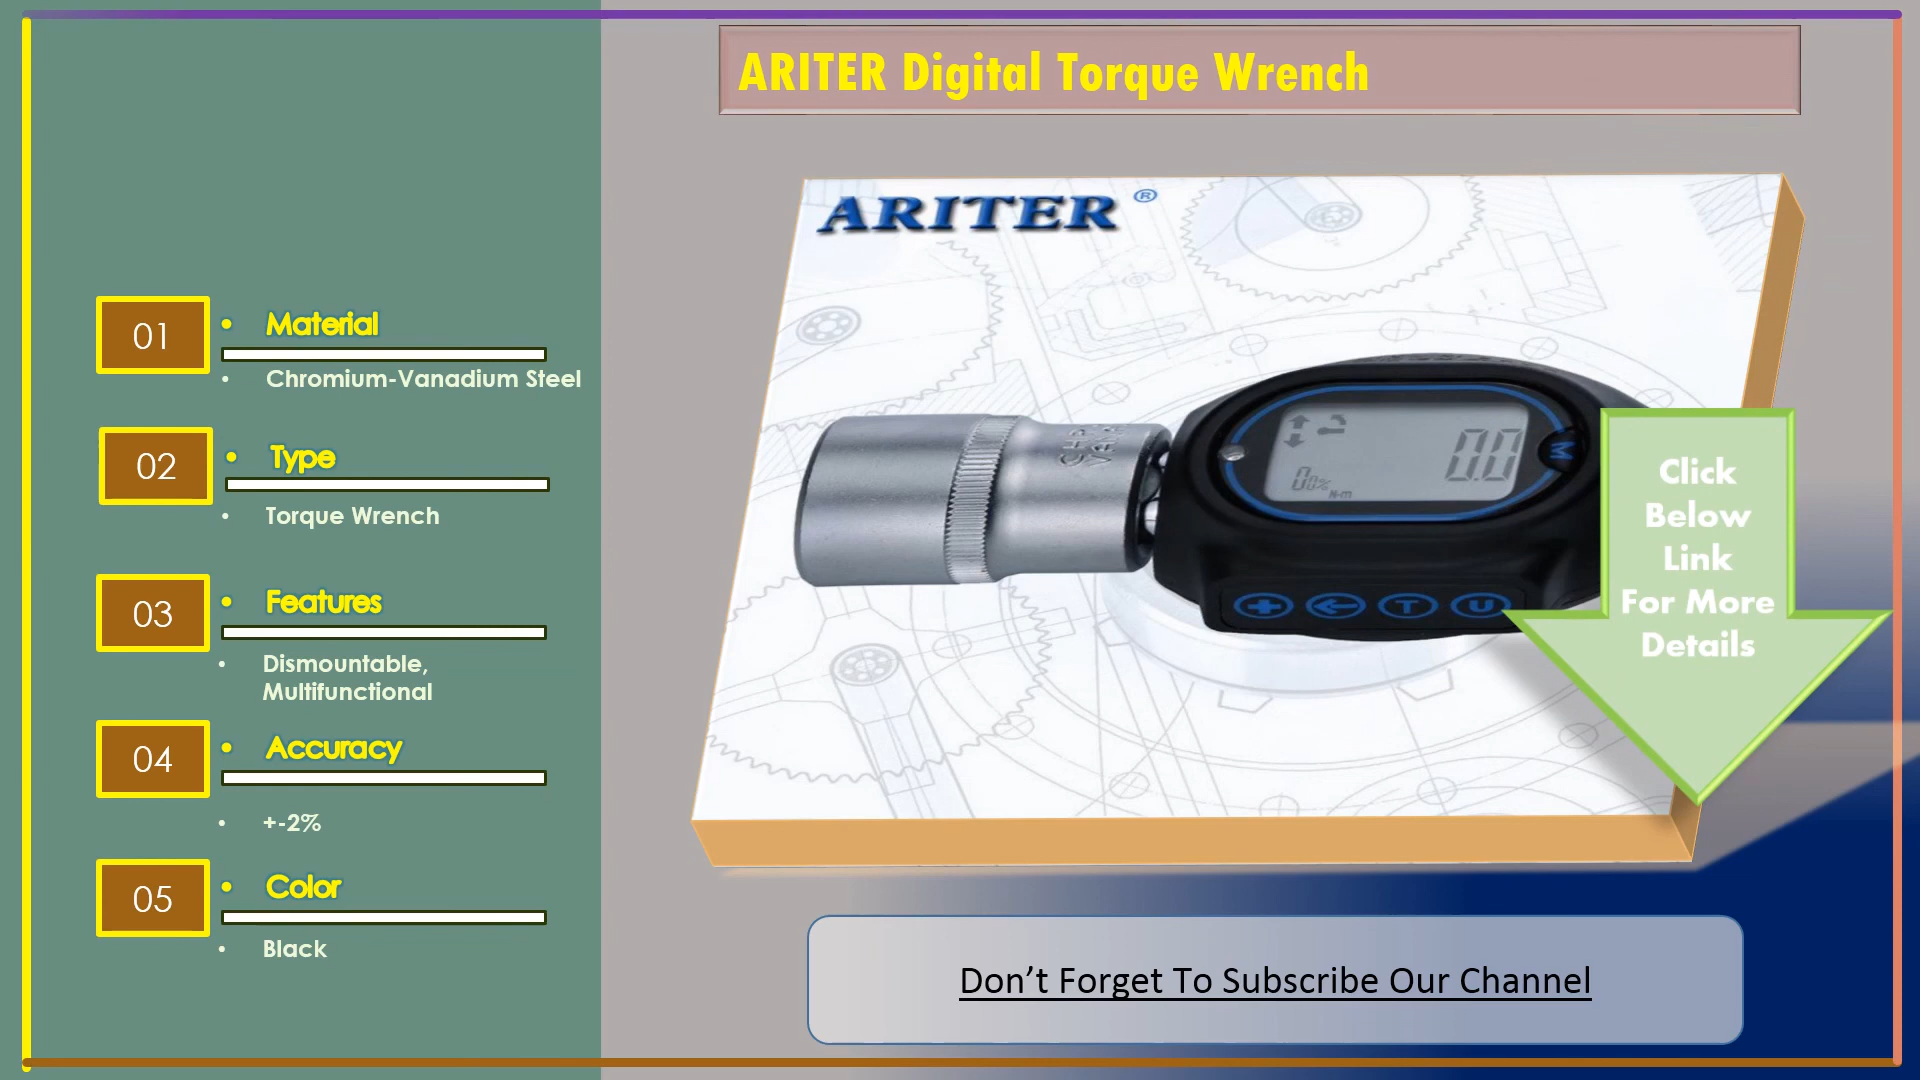 ARITER Digital Torque Wrench
01
• Material
• Chromium-Vanadium Steel
02
• Type
• Torque Wrench
03
• Features
• Dismountable,
Multifunctional
04
• Accuracy
• +-2%
05
• Color
• Black
ARITER ®
0.0
0%
N-m
M
T
U
Click
Below
Link
For More
Details
Don’t Forget To Subscribe Our Channel